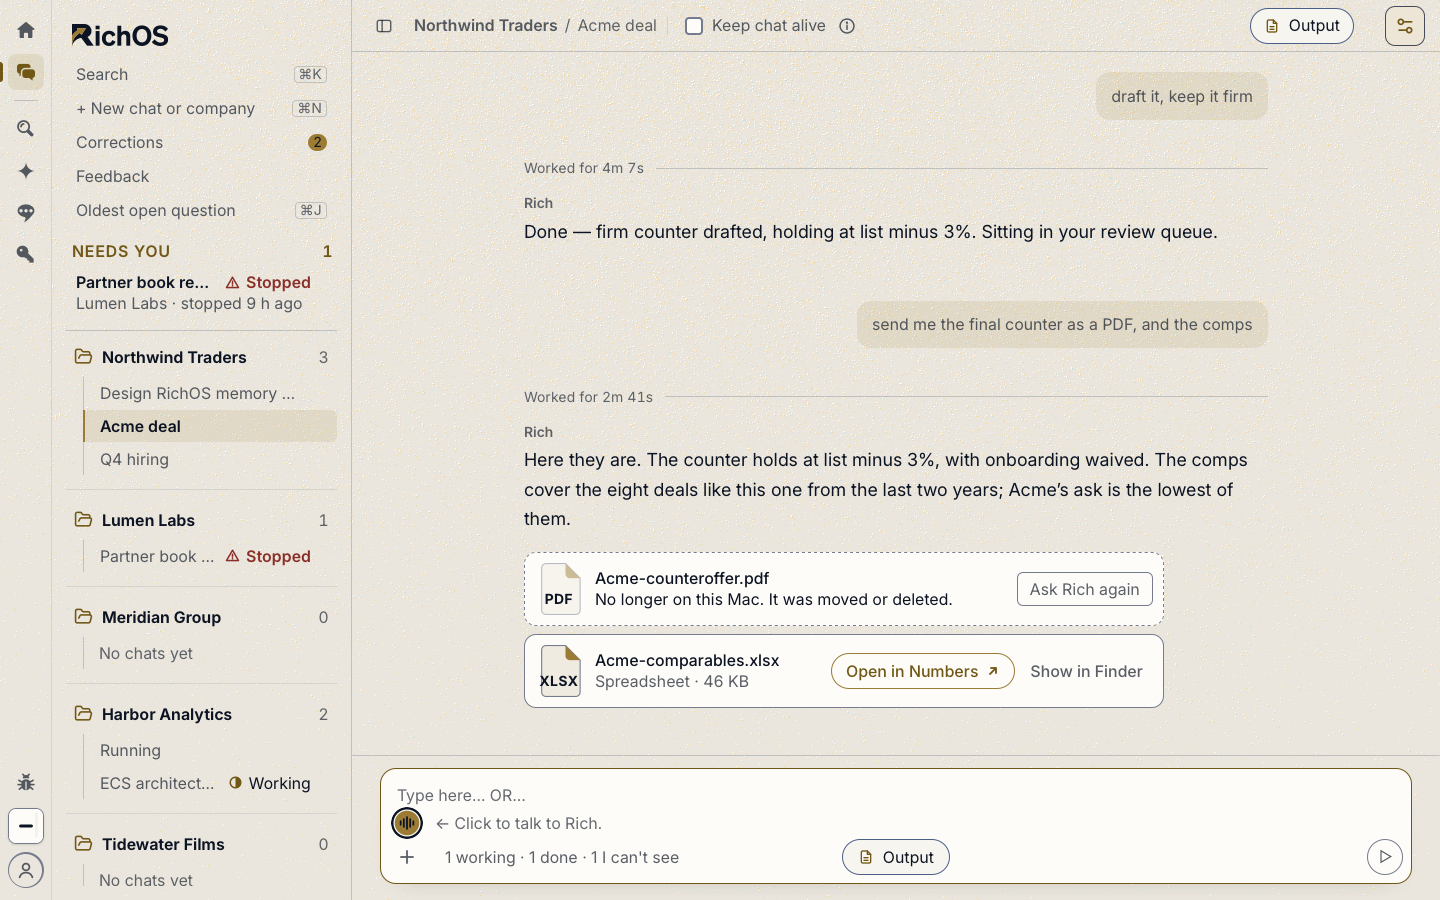 RichOS
Search ⌘K
+ New chat or company ⌘N
Corrections 2
Feedback
Oldest open question ⌘J
NEEDS YOU 1
Partner book re... Stopped
Lumen Labs · stopped 9 h ago
Northwind Traders 3
Design RichOS memory ...
Acme deal
Q4 hiring
Lumen Labs 1
Partner book ... Stopped
Meridian Group 0
No chats yet
Harbor Analytics 2
Running
ECS architect... Working
Tidewater Films 0
No chats yet
Northwind Traders / Acme deal
Keep chat alive
Output
draft it, keep it firm
Worked for 4m 7s
Rich
Done — firm counter drafted, holding at list minus 3%. Sitting in your review queue.
send me the final counter as a PDF, and the comps
Worked for 2m 41s
Rich
Here they are. The counter holds at list minus 3%, with onboarding waived. The comps
cover the eight deals like this one from the last two years; Acme’s ask is the lowest of
them.
PDF
Acme-counteroffer.pdf
No longer on this Mac. It was moved or deleted.
Ask Rich again
XLSX
Acme-comparables.xlsx
Spreadsheet · 46 KB
Open in Numbers ↗
Show in Finder
Type here... OR...
← Click to talk to Rich.
1 working · 1 done · 1 I can't see
Output